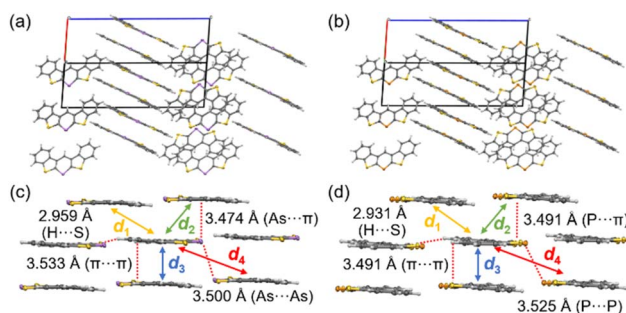 (a)
(b)
(c)
2.959 Å
(H⋯S)
d₁
d₂
3.474 Å (As⋯π)
3.533 Å (π⋯π)
d₃
d₄
3.500 Å (As⋯As)
(d)
2.931 Å
(H⋯S)
d₁
d₂
3.491 Å (P⋯π)
3.491 Å (π⋯π)
d₃
d₄
3.525 Å (P⋯P)